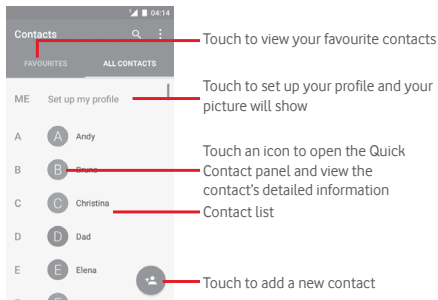 04:14
Contacts
FAVOURITES ALL CONTACTS
ME Set up my profile
A A Andy
B B Bruno
C C Christina
D D Dad
E E Elena
Touch to view your favourite contacts
Touch to set up your profile and your
picture will show
Touch an icon to open the Quick
Contact panel and view the
contact's detailed information
Contact list
Touch to add a new contact